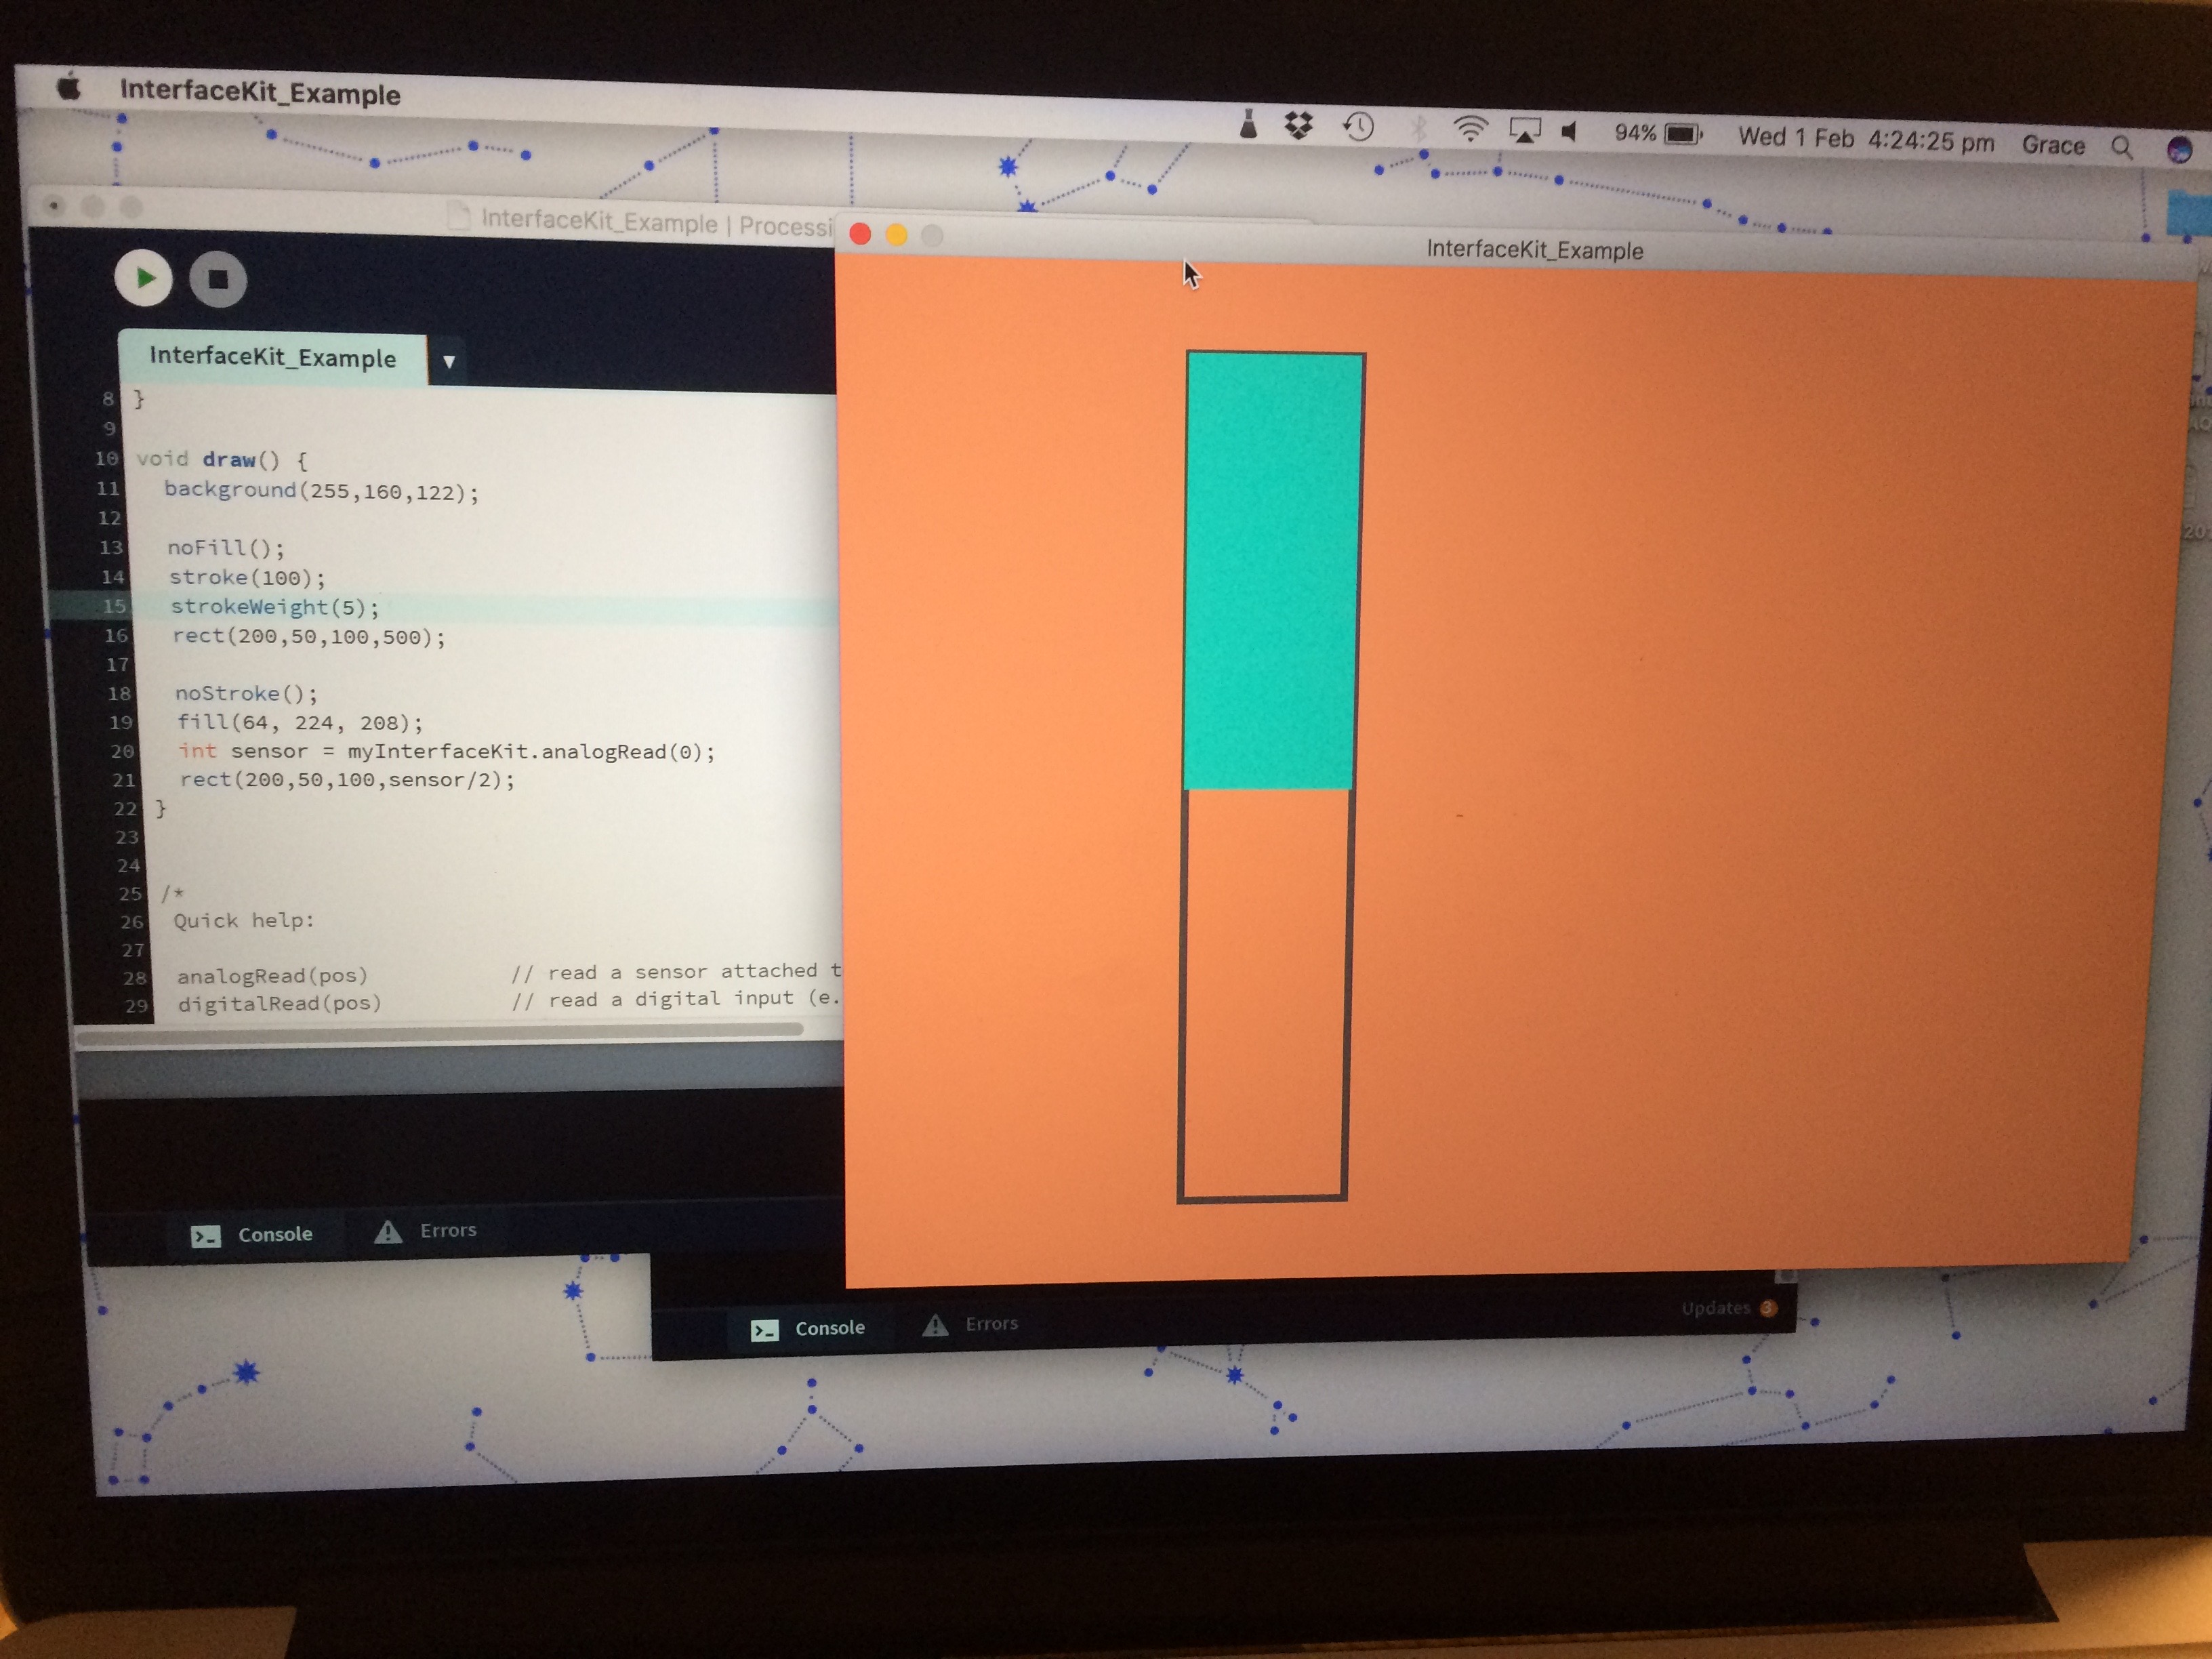 InterfaceKit_Example
94% Wed 1 Feb 4:24:25 pm Grace
InterfaceKit_Example | Processi
InterfaceKit_Example
InterfaceKit_Example
8 }
9
10 void draw() {
11 background(255,160,122);
12
13 noFill();
14 stroke(100);
15 strokeWeight(5);
16 rect(200,50,100,500);
17
18 noStroke();
19 fill(64, 224, 208);
20 int sensor = myInterfaceKit.analogRead(0);
21 rect(200,50,100,sensor/2);
22 }
23
24
25 /*
26 Quick help:
27
28 analogRead(pos) // read a sensor attached t
29 digitalRead(pos) // read a digital input (e.
Console Errors
Console Errors
Updates 3